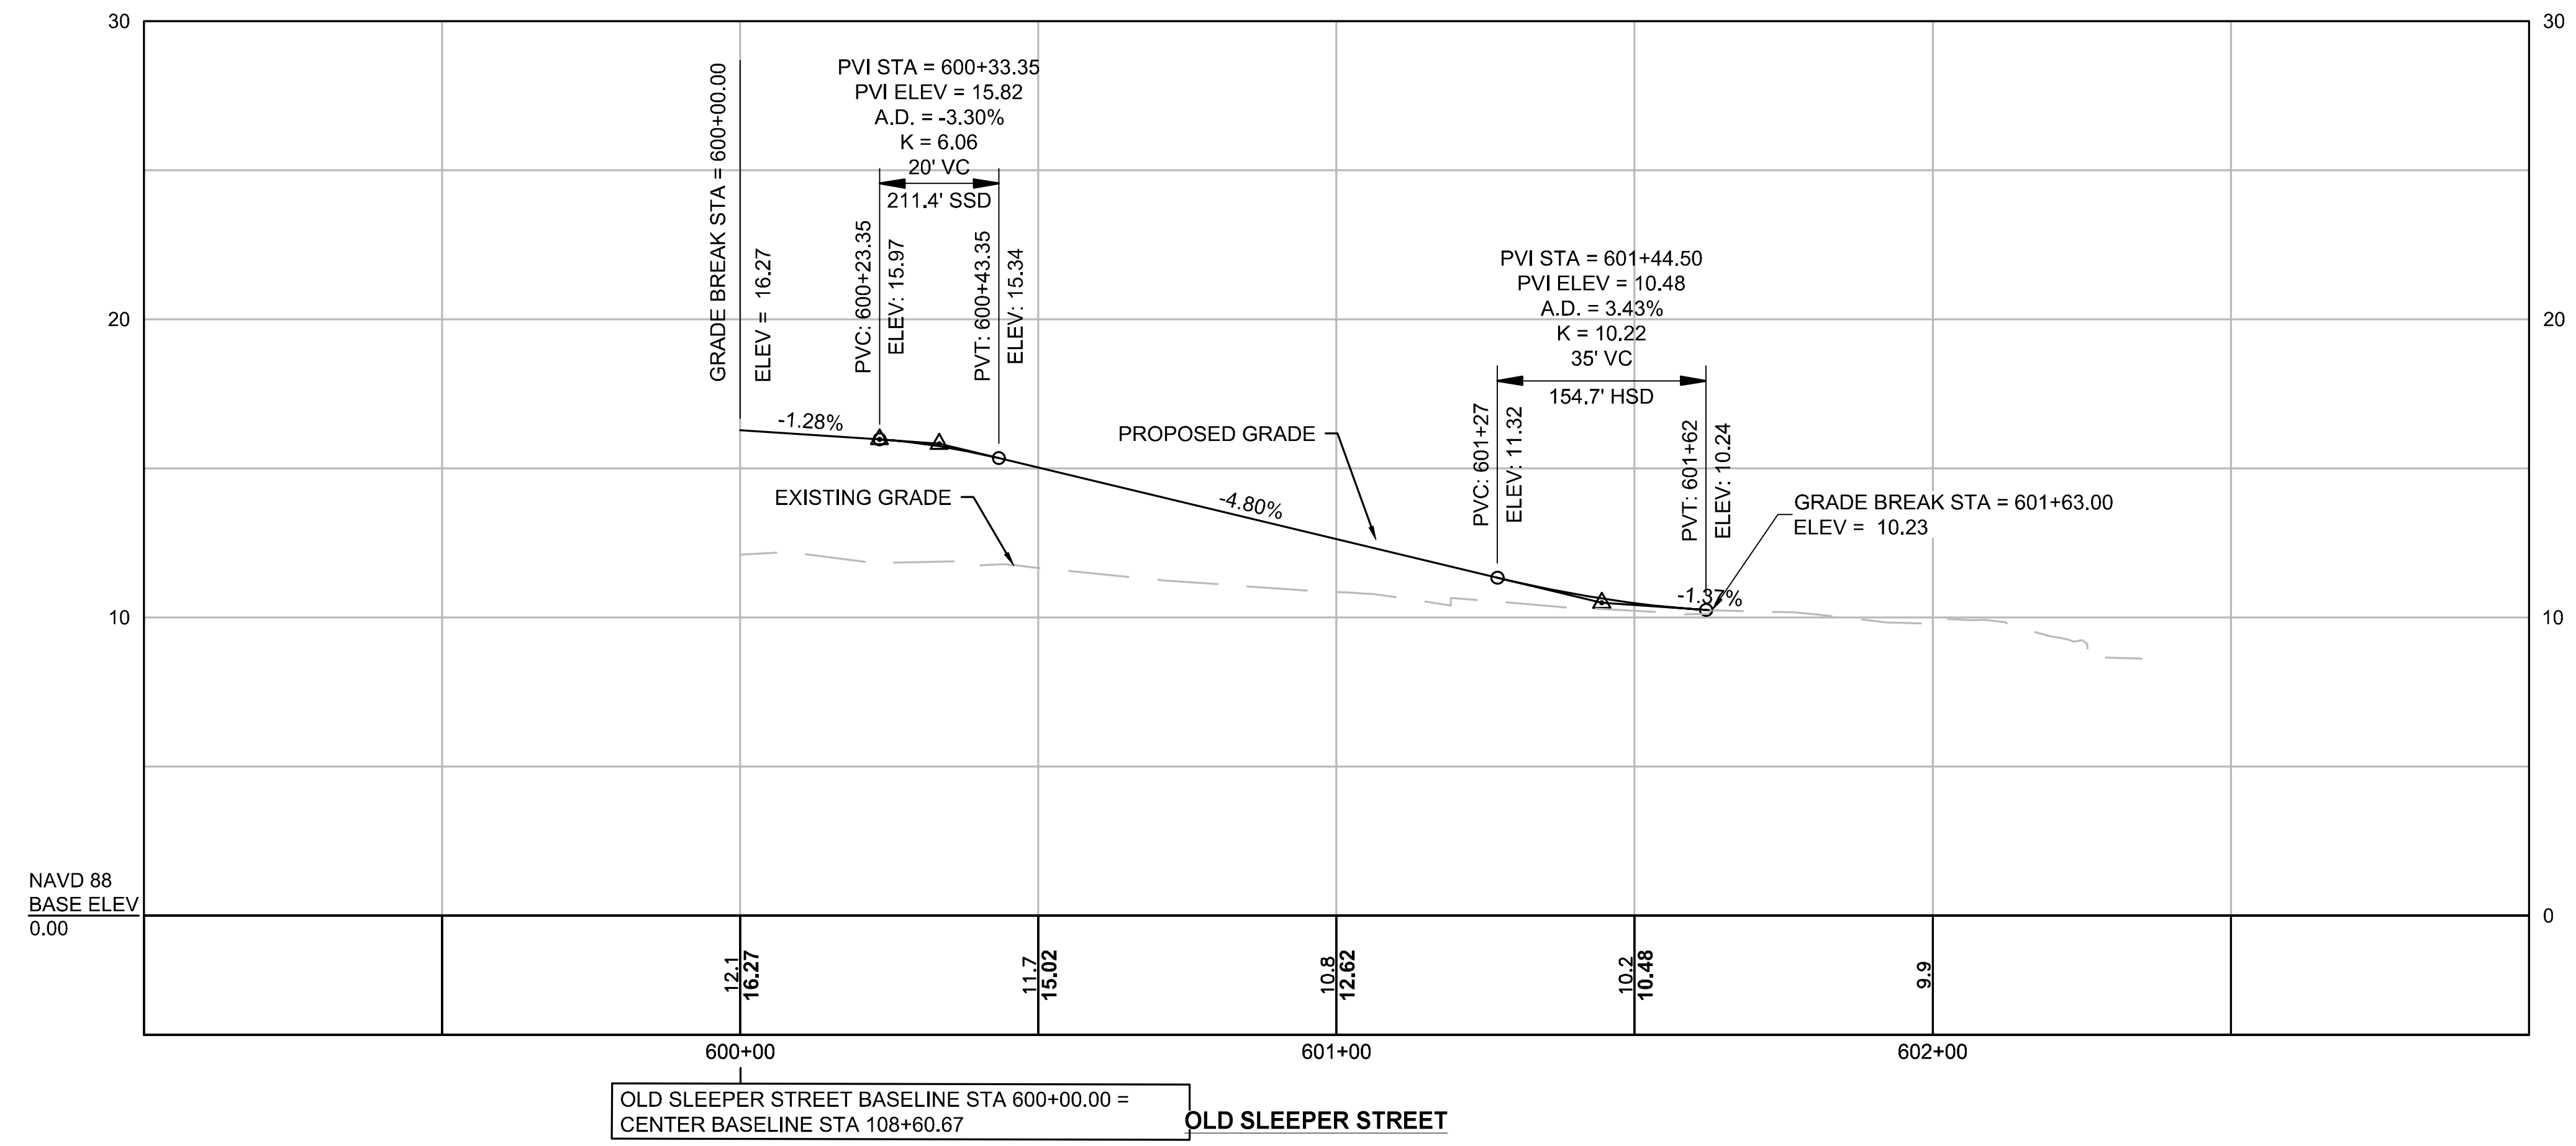 30
30
GRADE BREAK STA = 600+00.00
ELEV =  16.27
PVI STA = 600+33.35
PVI ELEV = 15.82
A.D. = -3.30%
K = 6.06
20' VC
211.4' SSD
PVC: 600+23.35
ELEV: 15.97
PVT: 600+43.35
ELEV: 15.34
PVI STA = 601+44.50
PVI ELEV = 10.48
A.D. = 3.43%
K = 10.22
35' VC
154.7' HSD
PVC: 601+27
ELEV: 11.32
PVT: 601+62
ELEV: 10.24
20
20
-1.28%
PROPOSED GRADE
EXISTING GRADE
-4.80%
GRADE BREAK STA = 601+63.00
ELEV =  10.23
-1.37%
10
10
NAVD 88
BASE ELEV
0.00
0
12.1
16.27
11.7
15.02
10.8
12.62
10.2
10.48
9.9
600+00
601+00
602+00
OLD SLEEPER STREET BASELINE STA 600+00.00 =
CENTER BASELINE STA 108+60.67
OLD SLEEPER STREET